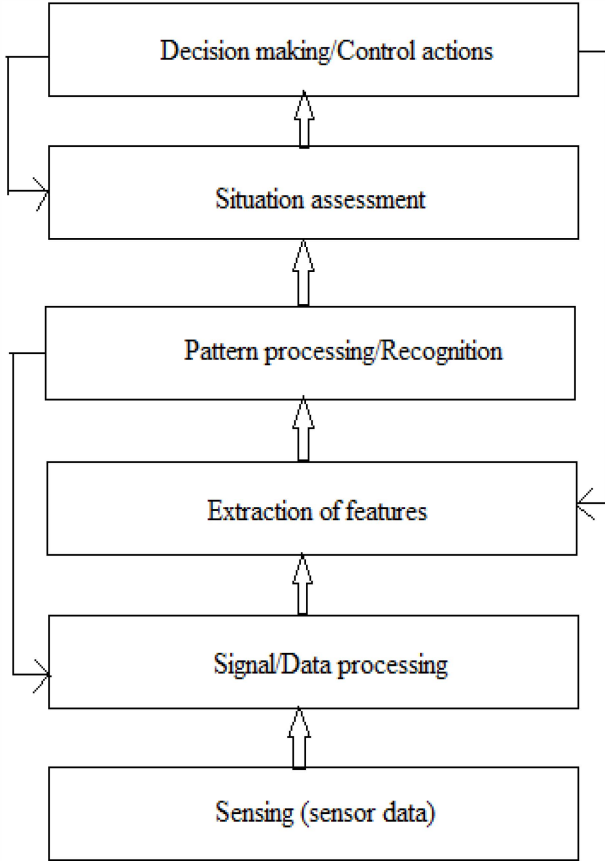 Decision making/Control actions
Situation assessment
Pattern processing/Recognition
Extraction of features
Signal/Data processing
Sensing (sensor data)